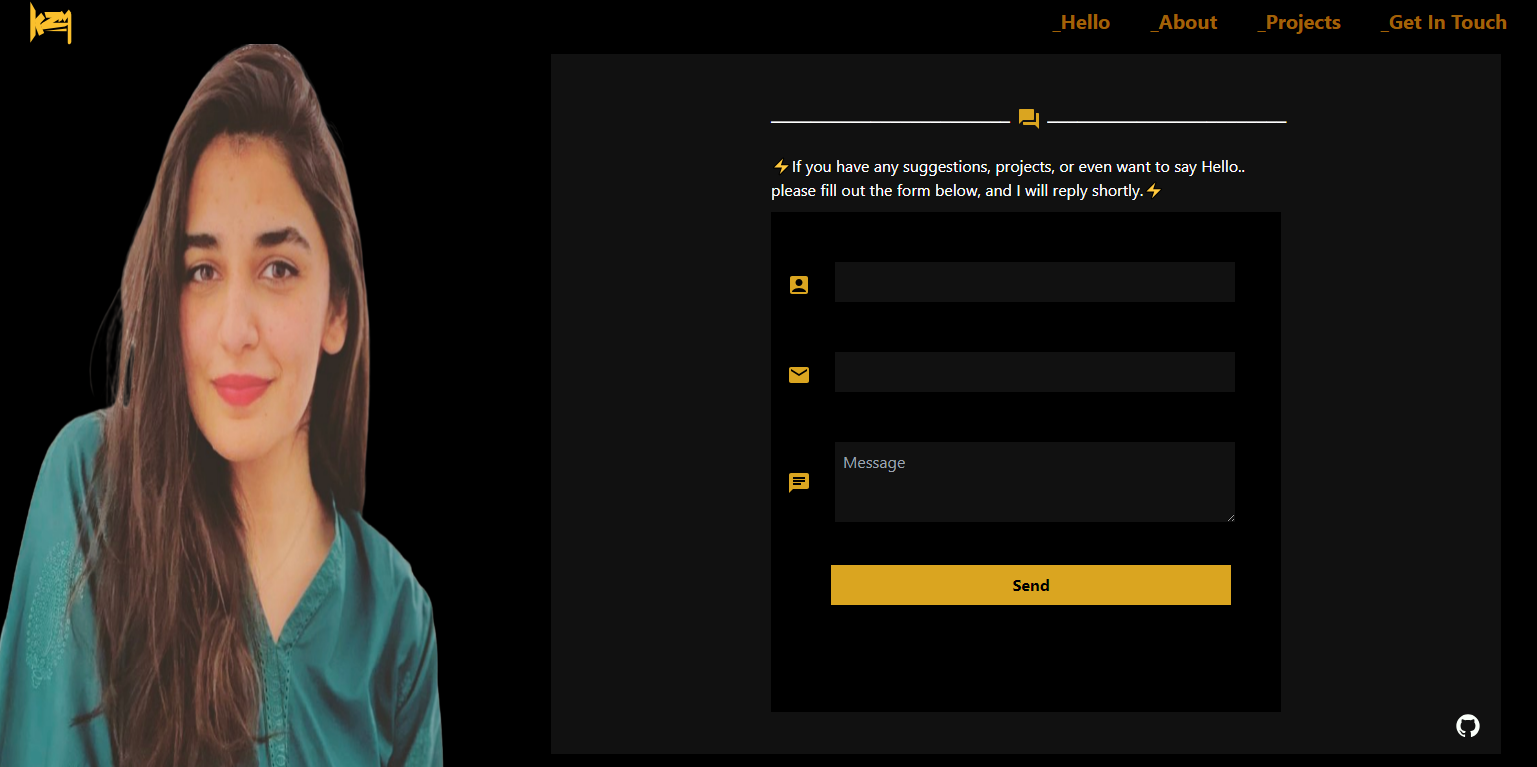 _Hello _About _Projects _Get In Touch
⚡If you have any suggestions, projects, or even want to say Hello..
please fill out the form below, and I will reply shortly.⚡
Message
Send